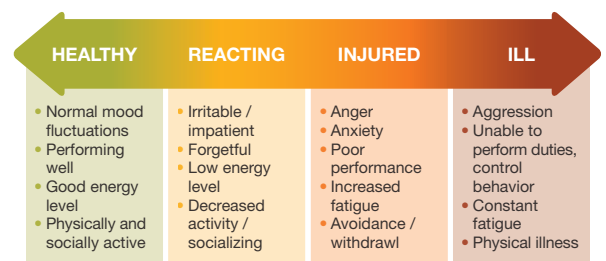 HEALTHY
REACTING
INJURED
ILL
• Normal mood
fluctuations
• Performing
well
• Good energy
level
• Physically and
socially active
• Irritable /
impatient
• Forgetful
• Low energy
level
• Decreased
activity /
socializing
• Anger
• Anxiety
• Poor
performance
• Increased
fatigue
• Avoidance /
withdrawl
• Aggression
• Unable to
perform duties,
control
behavior
• Constant
fatigue
• Physical illness